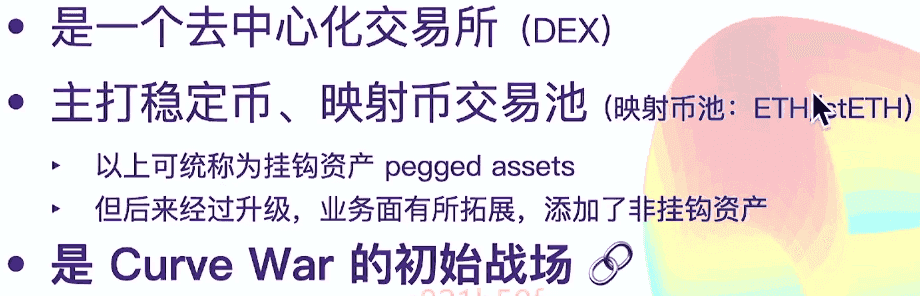 • 是一个去中心化交易所（DEX）
• 主打稳定币、映射币交易池（映射币池：ETH/stETH）
‣ 以上可统称为挂钩资产 pegged assets
‣ 但后来经过升级，业务面有所拓展，添加了非挂钩资产
• 是 Curve War 的初始战场